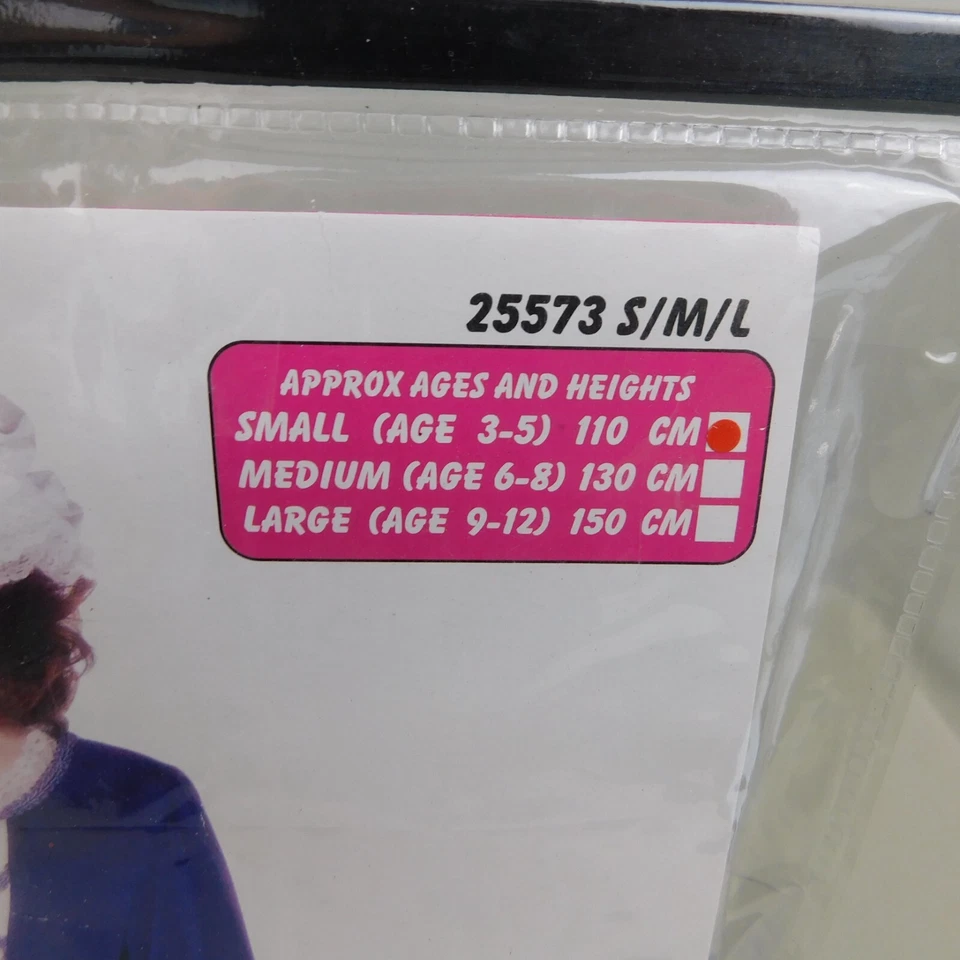 25573 S/M/L
APPROX AGES AND HEIGHTS
SMALL (AGE 3-5) 110 CM
MEDIUM (AGE 6-8) 130 CM
LARGE (AGE 9-12) 150 CM